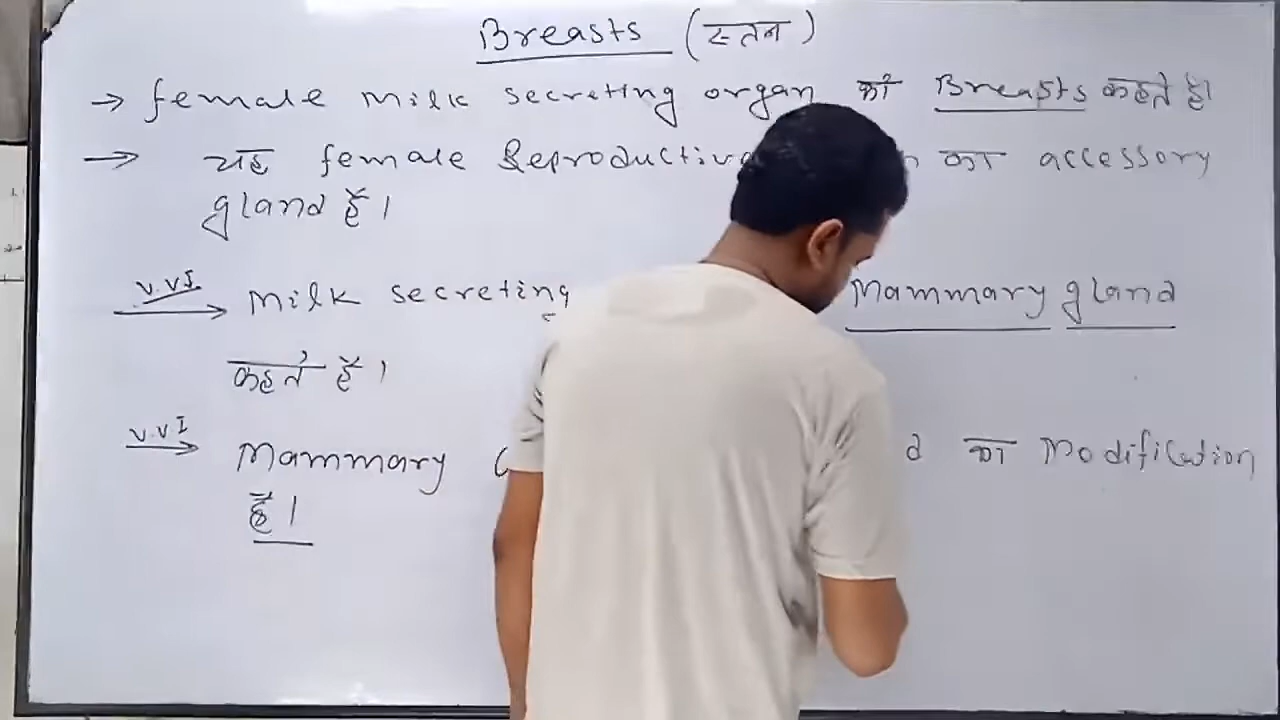 Breasts (स्तन)
→ female milk secreting organ को Breasts कहते है।
→ यह female Reproductive का accessory
gland हैं।
V.V.I → Milk secreting Mammary gland
कहते हैं।
V.V.I → Mammary का Modification
है।